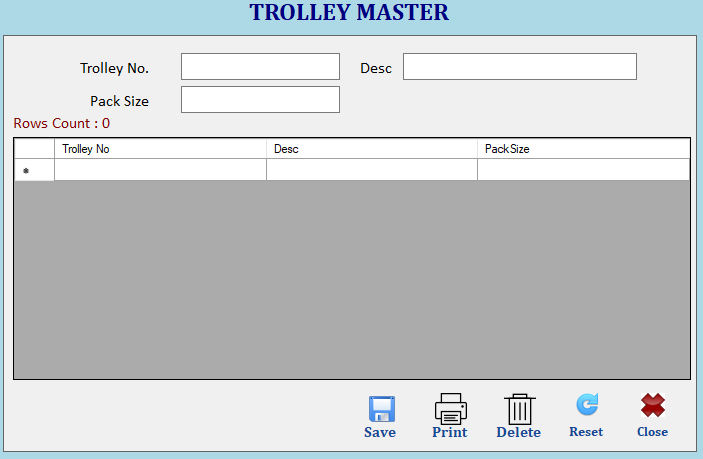 TROLLEY MASTER
Trolley No. Desc
Pack Size
Rows Count : 0
Trolley No Desc PackSize
Save Print Delete Reset Close